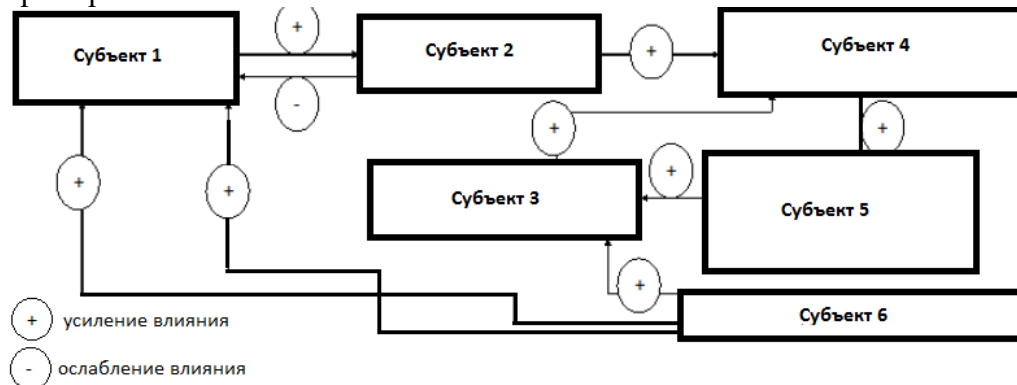 +
Субъект 1
Субъект 2
+
Субъект 4
-
+
+
+
Субъект 3
+
+
Субъект 5
+
Субъект 6
+ усиление влияния
- ослабление влияния